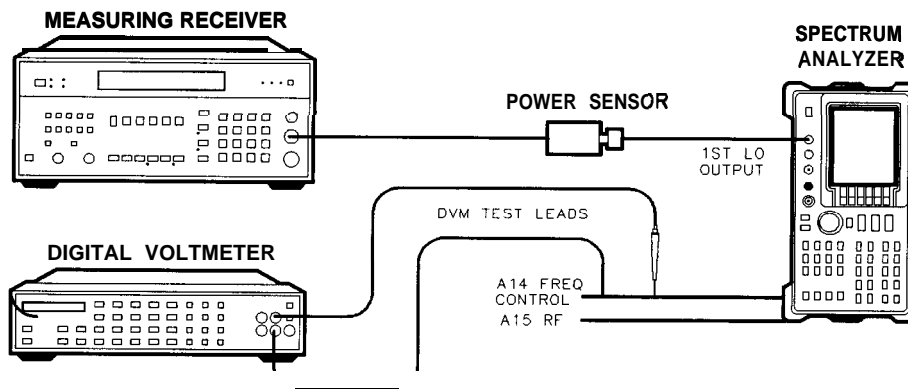 MEASURING RECEIVER
SPECTRUM
ANALYZER
POWER SENSOR
1ST LO
OUTPUT
DVM TEST LEADS
DIGITAL VOLTMETER
A14 FREQ
CONTROL
A15 RF